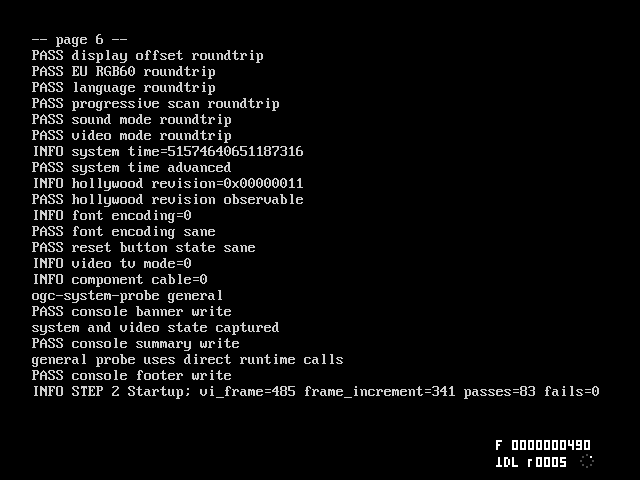 -- page 6 --
PASS display offset roundtrip
PASS EU RGB60 roundtrip
PASS language roundtrip
PASS progressive scan roundtrip
PASS sound mode roundtrip
PASS video mode roundtrip
INFO system time=51574640651187316
PASS system time advanced
INFO hollywood revision=0x00000011
PASS hollywood revision observable
INFO font encoding=0
PASS font encoding sane
PASS reset button state sane
INFO video tv mode=0
INFO component cable=0
ogc-system-probe general
PASS console banner write
system and video state captured
PASS console summary write
general probe uses direct runtime calls
PASS console footer write
INFO STEP 2 Startup; vi_frame=485 frame_increment=341 passes=83 fails=0
F 0000000490
IDL r0005